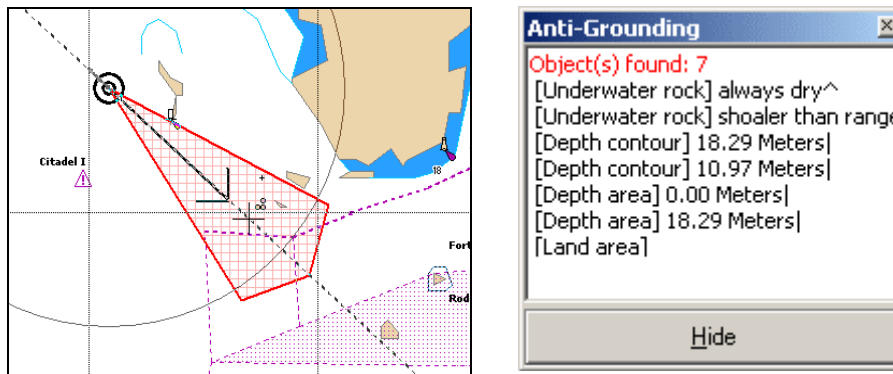 Citadel I
18
Fort
Rod
Anti-Grounding
Object(s) found: 7
[Underwater rock] always dry^
[Underwater rock] shoaler than range
[Depth contour] 18.29 Meters|
[Depth contour] 10.97 Meters|
[Depth area] 0.00 Meters|
[Depth area] 18.29 Meters|
[Land area]
Hide